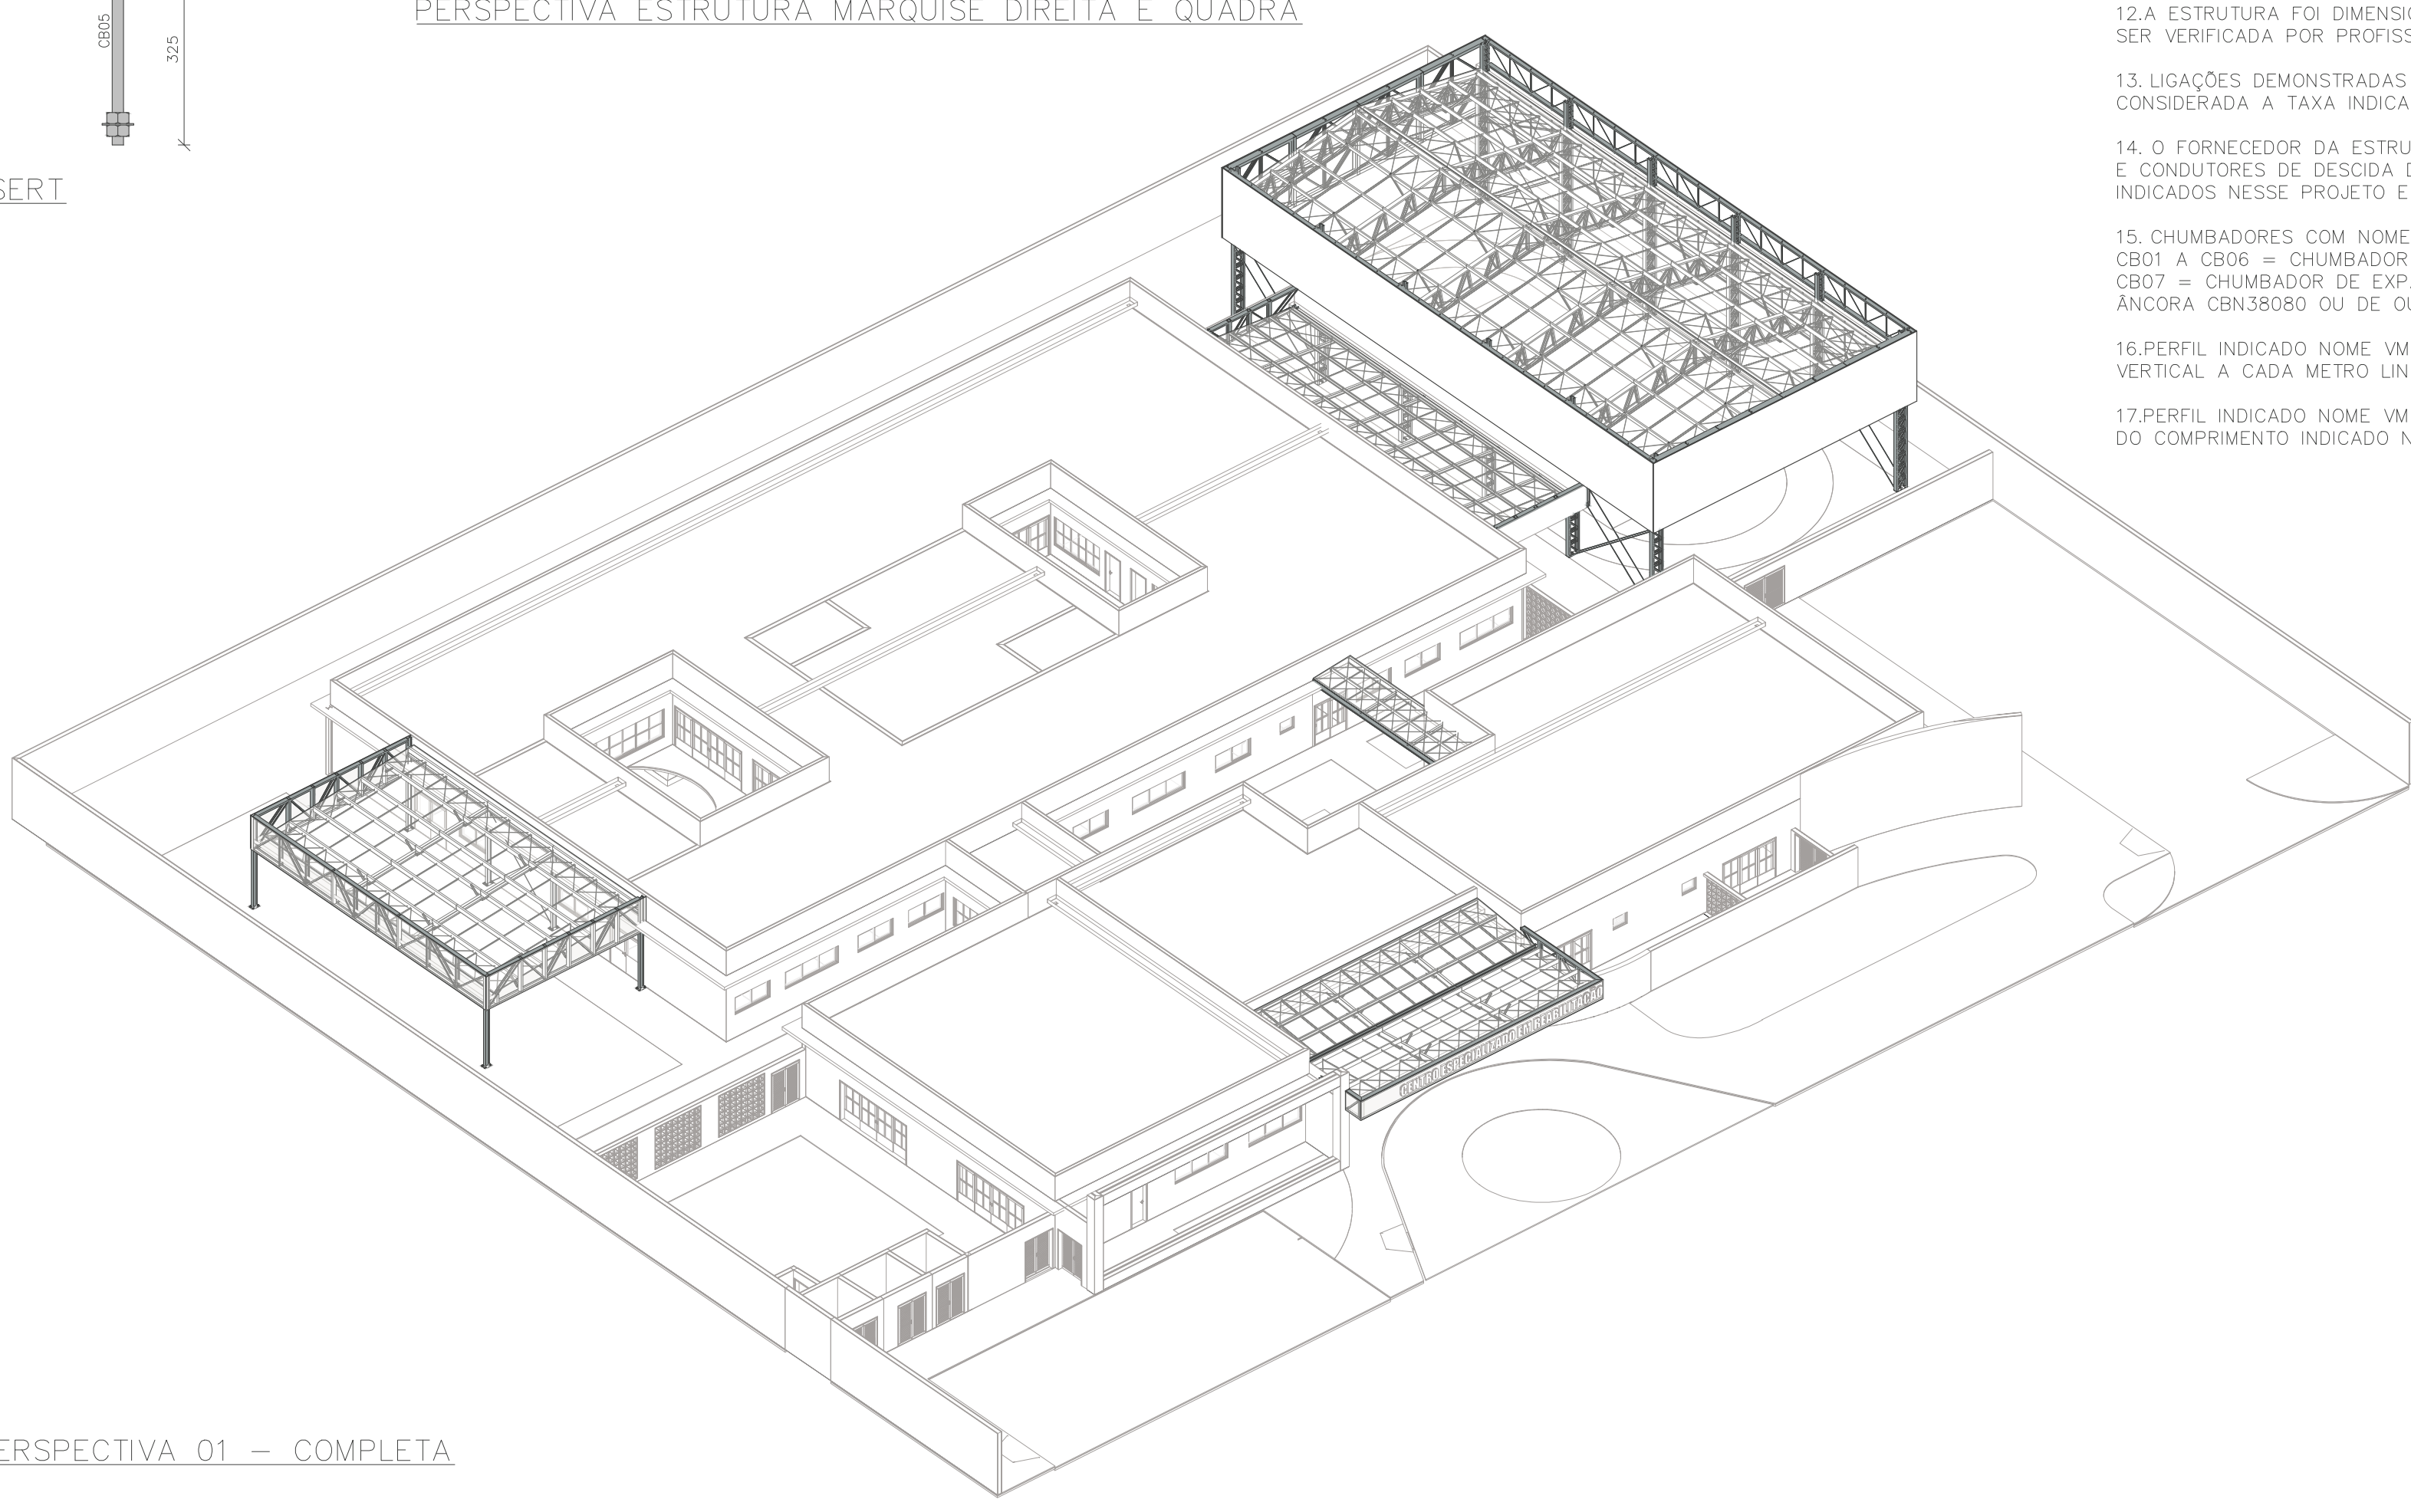 PERSPECTIVA ESTRUTURA MARQUISE DIREITA E QUADRA
CB05
325
SERT
12.A ESTRUTURA FOI DIMENSI
SER VERIFICADA POR PROFISS
13. LIGAÇÕES DEMONSTRADAS
CONSIDERADA A TAXA INDICA
14. O FORNECEDOR DA ESTRU
E CONDUTORES DE DESCIDA D
INDICADOS NESSE PROJETO E
15. CHUMBADORES COM NOME
CB01 A CB06 = CHUMBADOR
CB07 = CHUMBADOR DE EXP
ÂNCORA CBN38080 OU DE OU
16.PERFIL INDICADO NOME VM
VERTICAL A CADA METRO LIN
17.PERFIL INDICADO NOME VM
DO COMPRIMENTO INDICADO N
CENTRO ESPECIALIZADO EM REABILITACAO
ERSPECTIVA 01 – COMPLETA